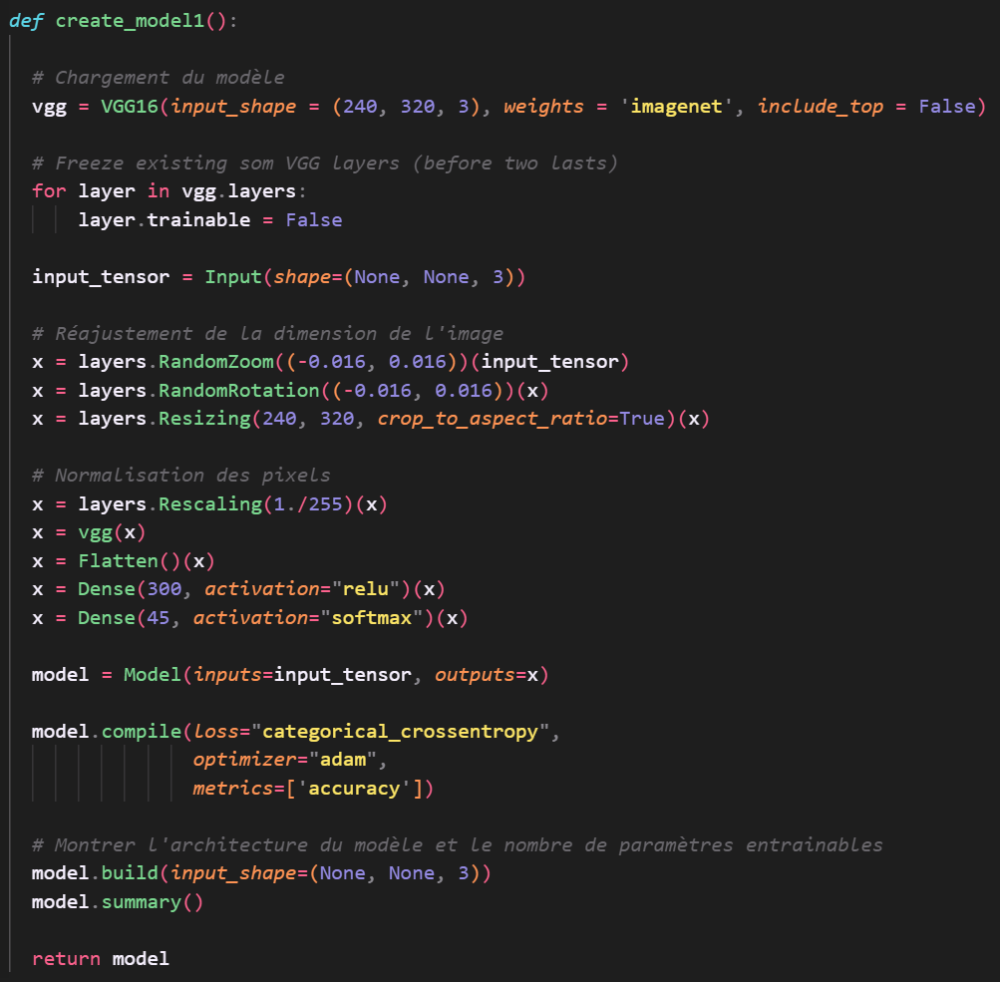 def create_model1():
# Chargement du modèle
vgg = VGG16(input_shape = (240, 320, 3), weights = 'imagenet', include_top = False)
# Freeze existing som VGG layers (before two lasts)
for layer in vgg.layers:
layer.trainable = False
input_tensor = Input(shape=(None, None, 3))
# Réajustement de la dimension de l'image
x = layers.RandomZoom((-0.016, 0.016))(input_tensor)
x = layers.RandomRotation((-0.016, 0.016))(x)
x = layers.Resizing(240, 320, crop_to_aspect_ratio=True)(x)
# Normalisation des pixels
x = layers.Rescaling(1./255)(x)
x = vgg(x)
x = Flatten()(x)
x = Dense(300, activation="relu")(x)
x = Dense(45, activation="softmax")(x)
model = Model(inputs=input_tensor, outputs=x)
model.compile(loss="categorical_crossentropy",
optimizer="adam",
metrics=['accuracy'])
# Montrer l'architecture du modèle et le nombre de paramètres entrainables
model.build(input_shape=(None, None, 3))
model.summary()
return model